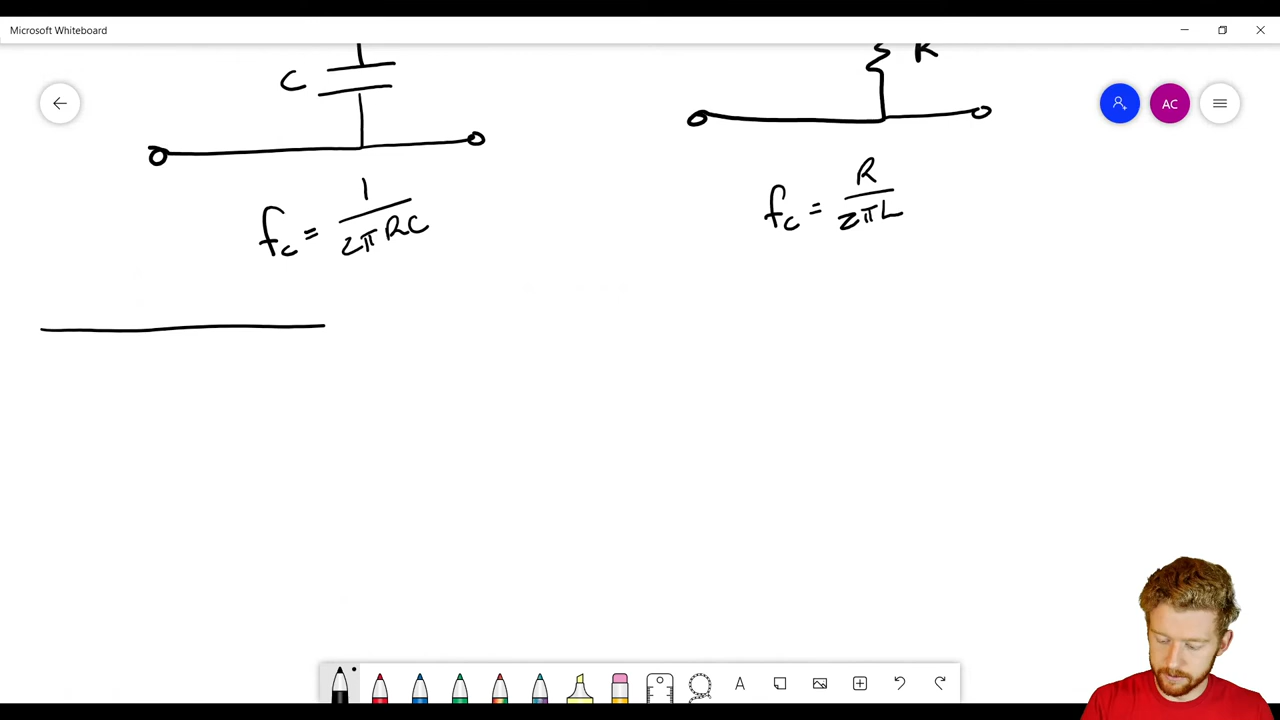 Microsoft Whiteboard
C
R
AC
fc = 1 / 2πRC
fc = R / 2πL
A